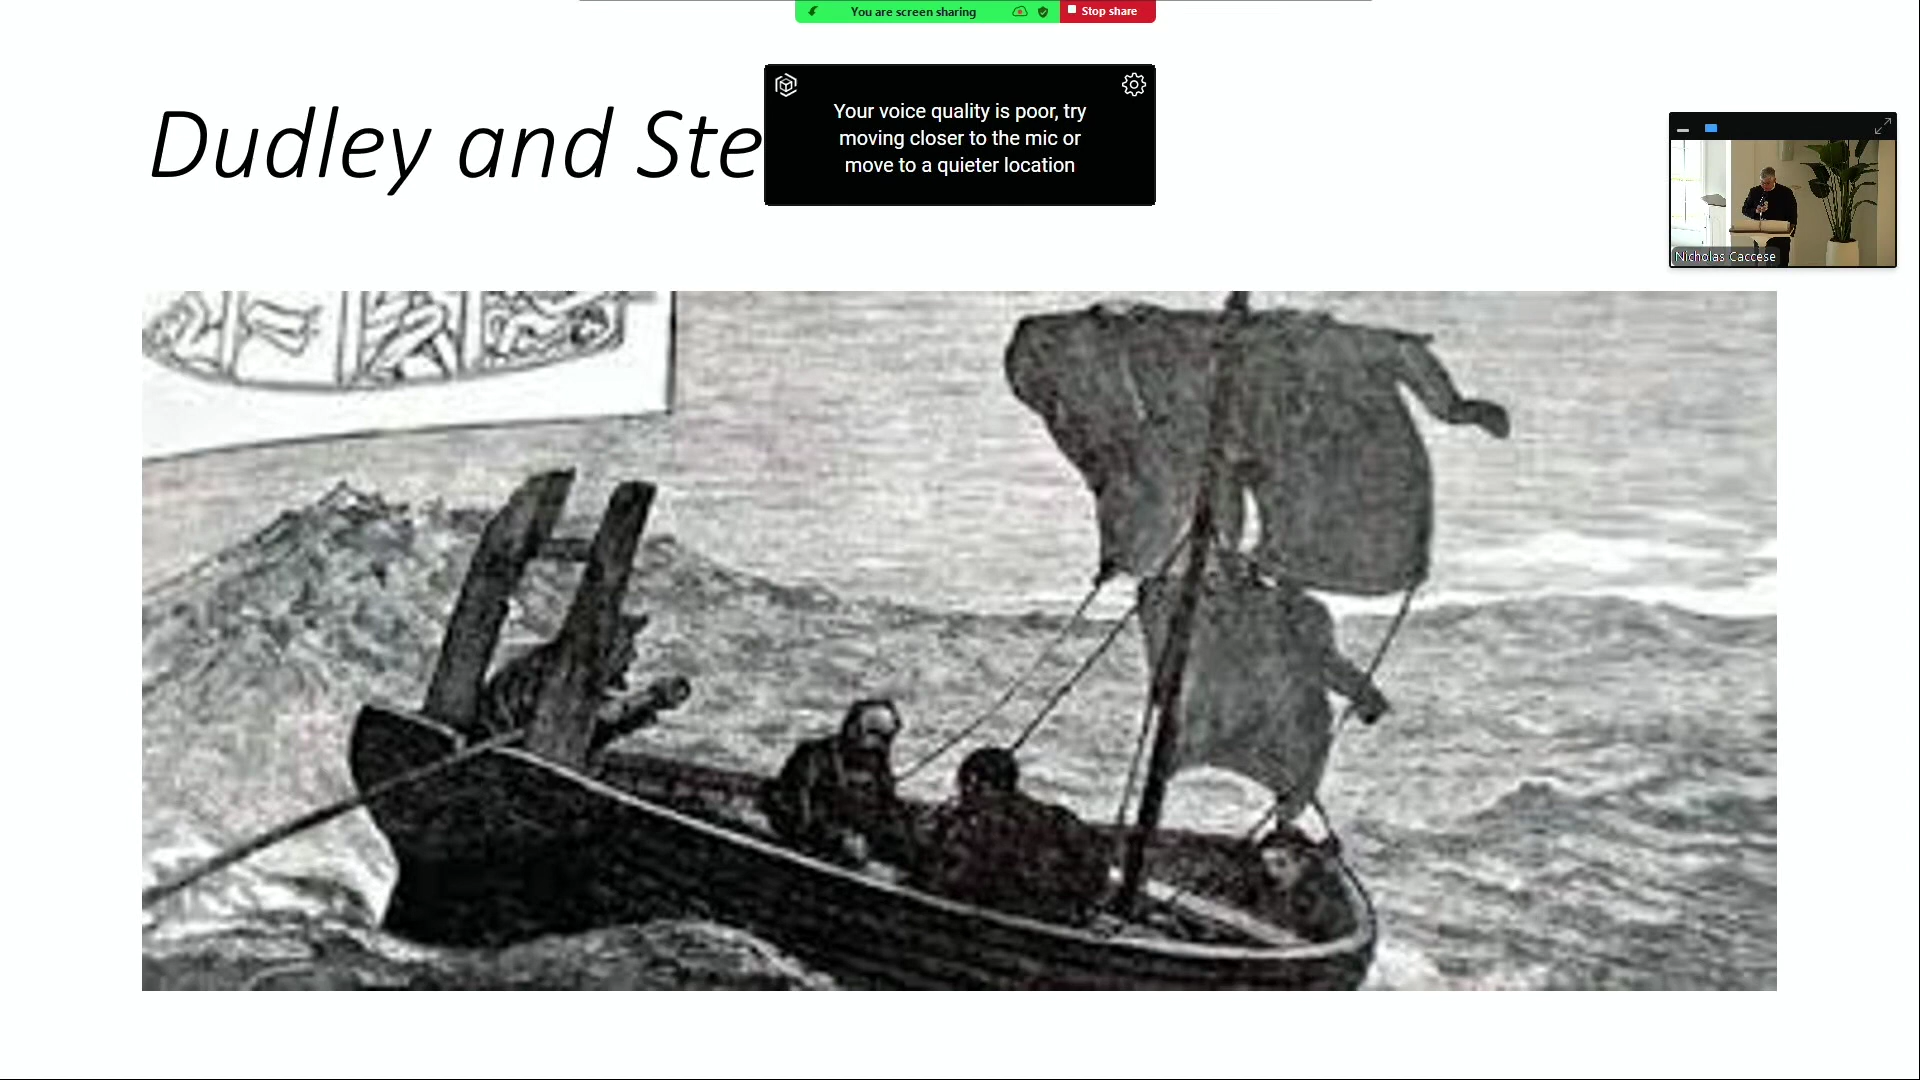 You are screen sharing
Stop share
Your voice quality is poor, try
moving closer to the mic or
move to a quieter location
Dudley and Ste
Nicholas Caccese